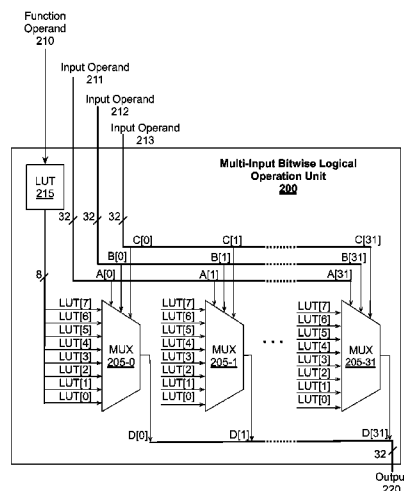 Function
Operand
210
Input Operand
211
Input Operand
212
Input Operand
213
Multi-Input Bitwise Logical
Operation Unit
200
LUT
215
32
32
32
C[0]
C[1]
C[31]
B[0]
B[1]
B[31]
8
A[0]
A[1]
A[31]
LUT[7]
LUT[6]
LUT[5]
LUT[4]
LUT[3]
LUT[2]
LUT[1]
LUT[0]
MUX
205-0
LUT[7]
LUT[6]
LUT[5]
LUT[4]
LUT[3]
LUT[2]
LUT[1]
LUT[0]
MUX
205-1
LUT[7]
LUT[6]
LUT[5]
LUT[4]
LUT[3]
LUT[2]
LUT[1]
LUT[0]
MUX
205-31
D[0]
D[1]
D[31]
32
Output
220